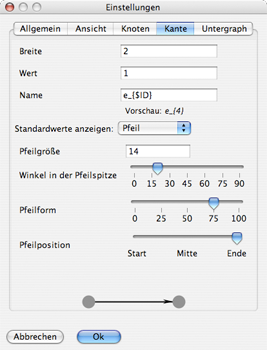 Einstellungen
Allgemein Ansicht Knoten Kante Untergraph
Breite 2
Wert 1
Name e_{$ID}
Vorschau: e_{4}
Standardwerte anzeigen: Pfeil
Pfeilgröße 14
Winkel in der Pfeilspitze
0 15 30 45 60 75 90
Pfeilform
0 25 50 75 100
Pfeilposition
Start Mitte Ende
Abbrechen Ok